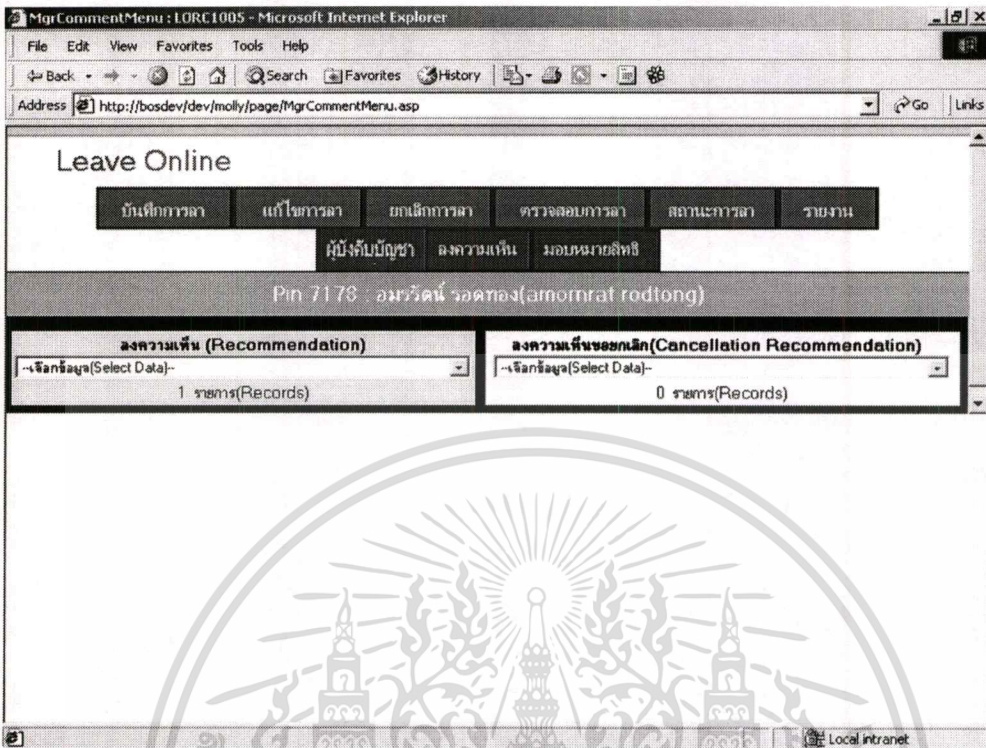 MgrCommentMenu : LORC1005 - Microsoft Internet Explorer
File Edit View Favorites Tools Help
Back Search Favorites History
Address http://bosdev/dev/molly/page/MgrCommentMenu.asp Go Links
Leave Online
บันทึกการลา แก้ไขการลา ยกเลิกการลา ตรวจสอบการลา สถานะการลา รายงาน
ผู้บังคับบัญชา ลงความเห็น มอบหมายสิทธิ
Pin 7178 : อมรรัตน์ รอดทอง(amornrat rodtong)
ลงความเห็น (Recommendation) ลงความเห็นขอยกเลิก(Cancellation Recommendation)
--เลือกข้อมูล(Select Data)-- --เลือกข้อมูล(Select Data)--
1 รายการ(Records) 0 รายการ(Records)
Local intranet